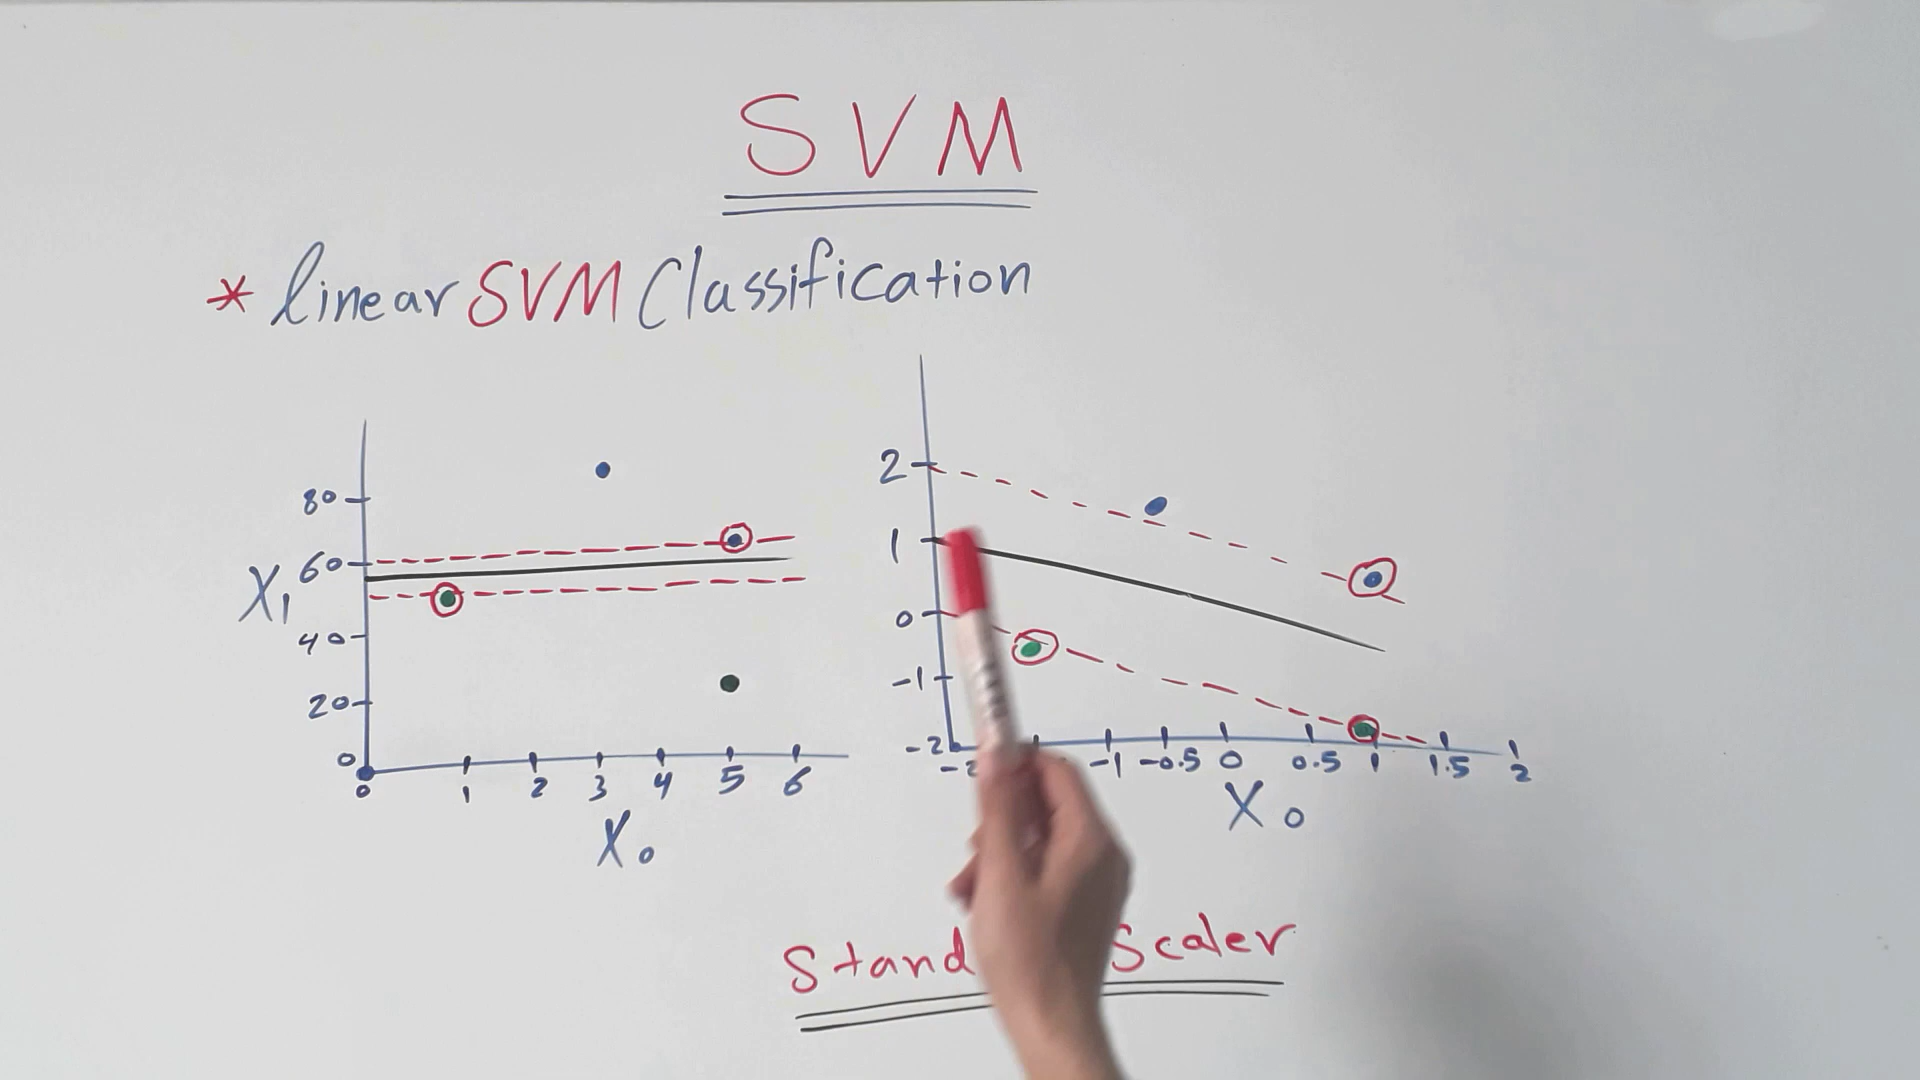 SVM
* linear SVM Classification
80
60
X1
40
20
0
0 1 2 3 4 5 6
X0
2
1
0
-1
-2
-1 -0.5 0 0.5 1 1.5 2
X0
Scaler